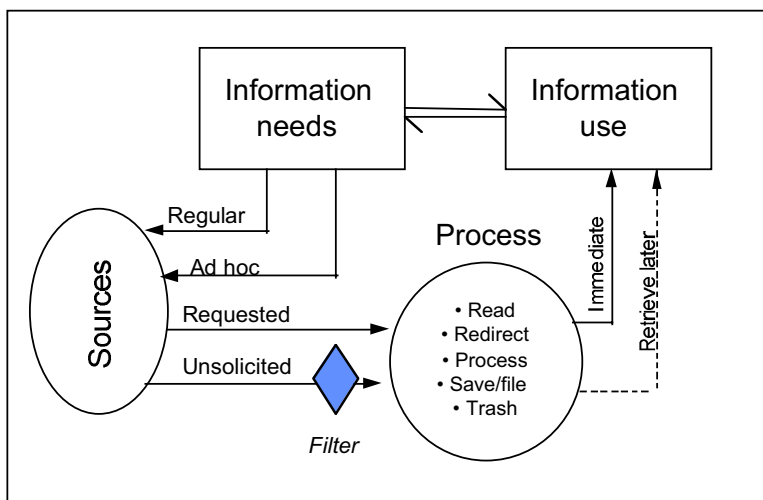 Information
needs
Information
use
Regular
Ad hoc
Sources
Requested
Unsolicited
Filter
Process
• Read
• Redirect
• Process
• Save/file
• Trash
Immediate
Retrieve later